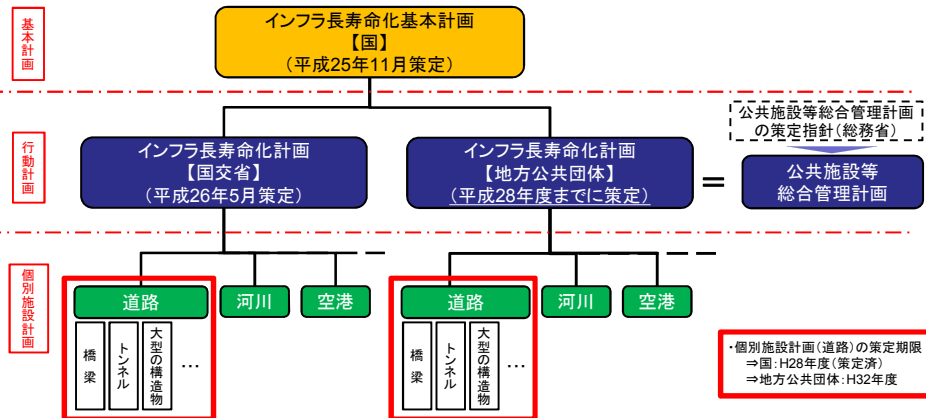 基本計画
インフラ長寿命化基本計画
【国】
(平成25年11月策定)
行動計画
インフラ長寿命化計画
【国交省】
(平成26年5月策定)
インフラ長寿命化計画
【地方公共団体】
(平成28年度までに策定)
=
公共施設等総合管理計画
の策定指針(総務省)
公共施設等
総合管理計画
個別施設計画
道路
河川
空港
橋梁
トンネル
大型の構造物
…
道路
河川
空港
橋梁
トンネル
大型の構造物
…
・個別施設計画(道路)の策定期限
⇒国:H28年度(策定済)
⇒地方公共団体:H32年度